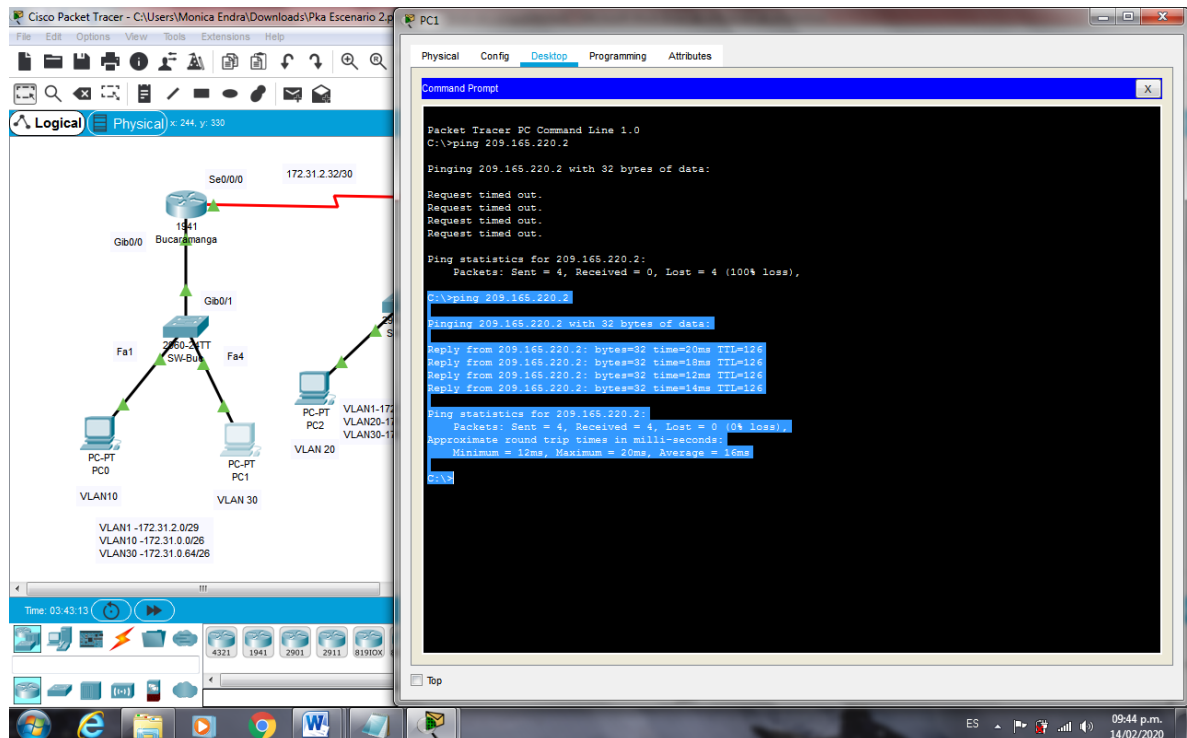 Cisco Packet Tracer - C:\Users\Monica Endra\Downloads\Pka Escenario 2.p
File Edit Options View Tools Extensions Help
Logical
Physical
x: 244, y: 330
Se0/0/0
172.31.2.32/30
1941
Bucaramanga
Gib0/0
Gib0/1
2960-24TT
SW-Buc
Fa1
Fa4
PC-PT
PC0
VLAN10
PC-PT
PC1
VLAN 30
PC-PT
PC2
VLAN 20
VLAN1-172
VLAN20-17
VLAN30-17
VLAN1 -172.31.2.0/29
VLAN10 -172.31.0.0/26
VLAN30 -172.31.0.64/26
Time: 03:43:13
4321 1941 2901 2911 819IOX
PC1
Physical Config Desktop Programming Attributes
Command Prompt
X
Packet Tracer PC Command Line 1.0
C:\>ping 209.165.220.2
Pinging 209.165.220.2 with 32 bytes of data:
Request timed out.
Request timed out.
Request timed out.
Request timed out.
Ping statistics for 209.165.220.2:
Packets: Sent = 4, Received = 0, Lost = 4 (100% loss),
C:\>ping 209.165.220.2
Pinging 209.165.220.2 with 32 bytes of data:
Reply from 209.165.220.2: bytes=32 time=20ms TTL=126
Reply from 209.165.220.2: bytes=32 time=18ms TTL=126
Reply from 209.165.220.2: bytes=32 time=12ms TTL=126
Reply from 209.165.220.2: bytes=32 time=14ms TTL=126
Ping statistics for 209.165.220.2:
Packets: Sent = 4, Received = 4, Lost = 0 (0% loss),
Approximate round trip times in milli-seconds:
Minimum = 12ms, Maximum = 20ms, Average = 16ms
C:\>
Top
ES
09:44 p.m.
14/02/2020